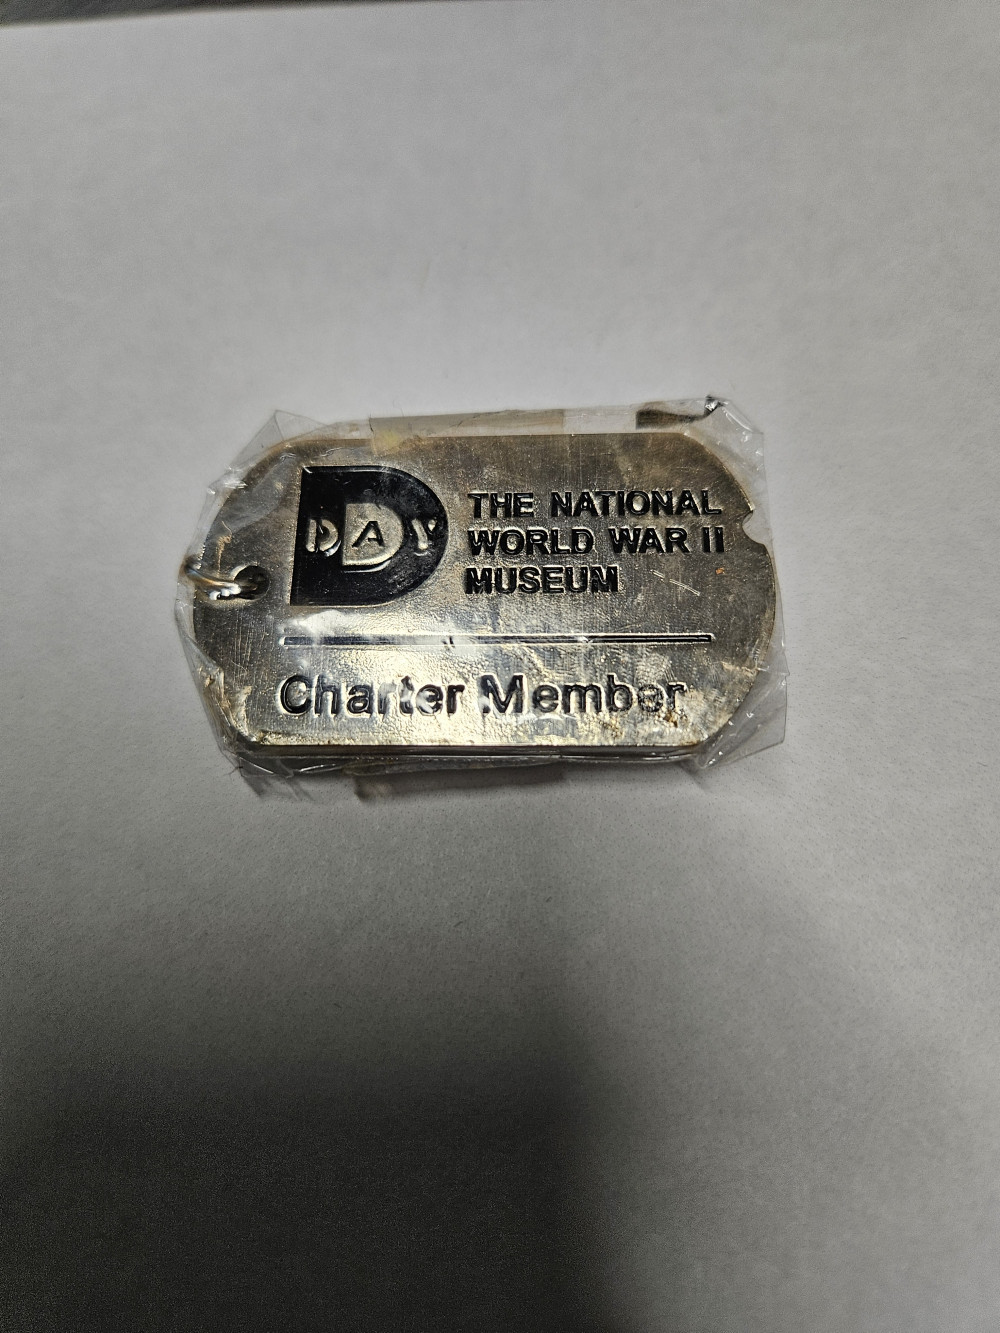 D DAY
THE NATIONAL
WORLD WAR II
MUSEUM
Charter Member